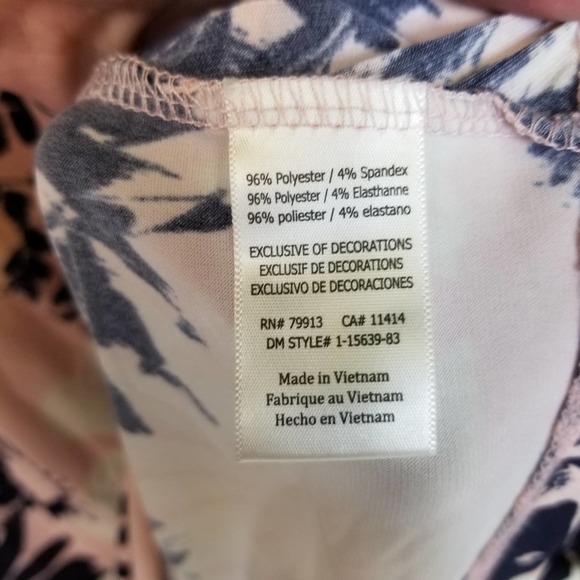 96% Polyester / 4% Spandex
96% Polyester / 4% Elasthanne
96% poliester / 4% elastano
EXCLUSIVE OF DECORATIONS
EXCLUSIF DE DECORATIONS
EXCLUSIVO DE DECORACIONES
RN# 79913 CA# 11414
DM STYLE# 1-15639-83
Made in Vietnam
Fabrique au Vietnam
Hecho en Vietnam